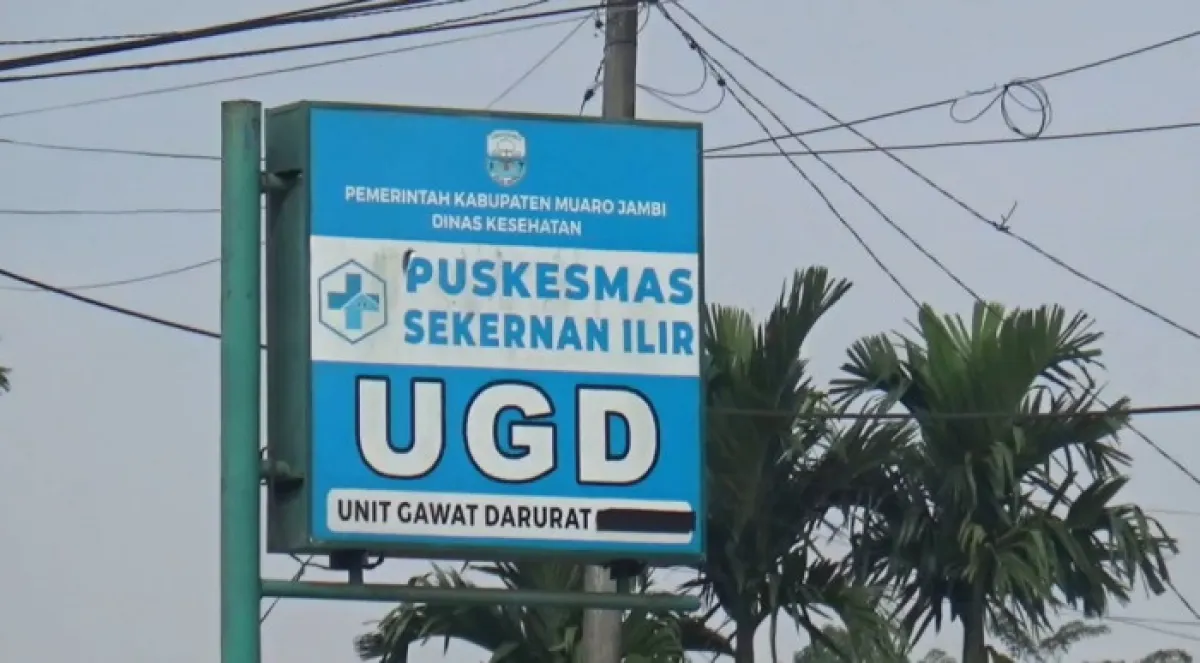 PEMERINTAH KABUPATEN MUARO JAMBI
DINAS KESEHATAN
PUSKESMAS
SEKERNAN ILIR
UGD
UNIT GAWAT DARURAT